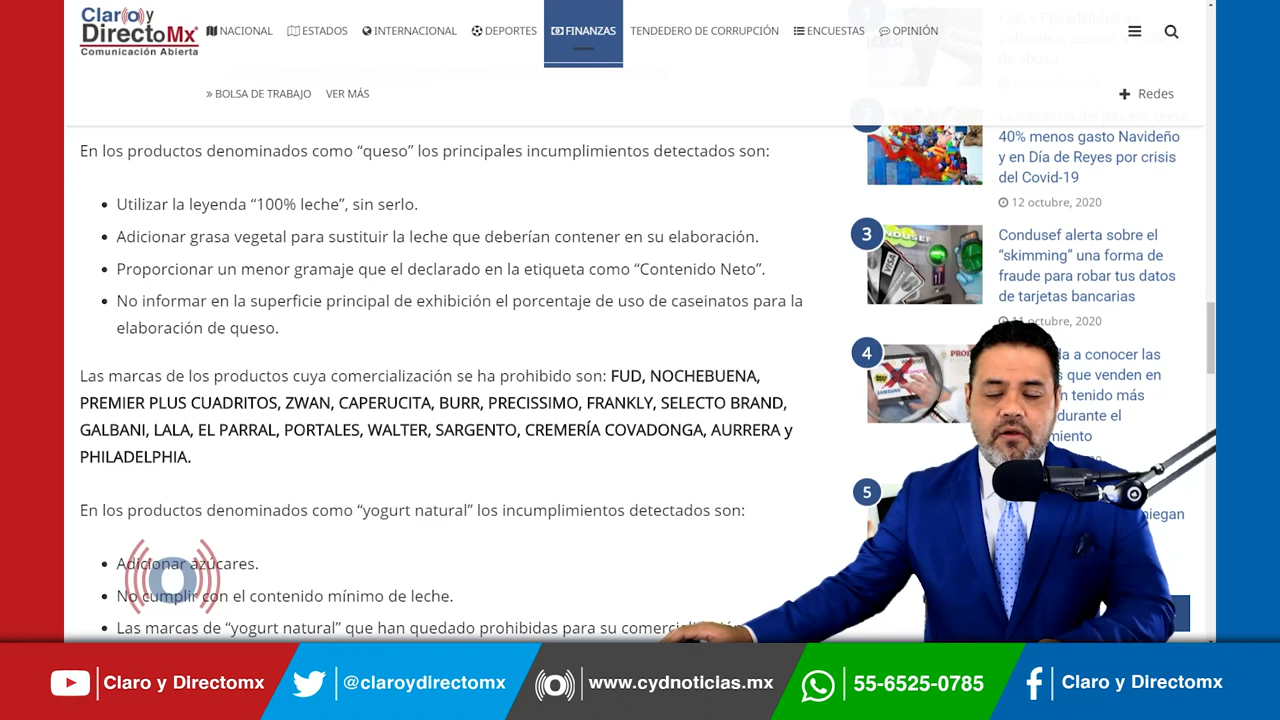 Claro y
DirectoMx
Comunicación Abierta
NACIONAL
ESTADOS
INTERNACIONAL
DEPORTES
FINANZAS
TENDEDERO DE CORRUPCIÓN
ENCUESTAS
OPINIÓN
» BOLSA DE TRABAJO
VER MÁS
Redes
En los productos denominados como “queso” los principales incumplimientos detectados son:
Utilizar la leyenda “100% leche”, sin serlo.
Adicionar grasa vegetal para sustituir la leche que deberían contener en su elaboración.
Proporcionar un menor gramaje que el declarado en la etiqueta como “Contenido Neto”.
No informar en la superficie principal de exhibición el porcentaje de uso de caseinatos para la
elaboración de queso.
Las marcas de los productos cuya comercialización se ha prohibido son: FUD, NOCHEBUENA,
PREMIER PLUS CUADRITOS, ZWAN, CAPERUCITA, BURR, PRECISSIMO, FRANKLY, SELECTO BRAND,
GALBANI, LALA, EL PARRAL, PORTALES, WALTER, SARGENTO, CREMERÍA COVADONGA, AURRERA y
PHILADELPHIA.
En los productos denominados como “yogurt natural” los incumplimientos detectados son:
Adicionar azúcares.
No cumplir con el contenido mínimo de leche.
Las marcas de “yogurt natural” que han quedado prohibidas para su comercialización
40% menos gasto Navideño
y en Día de Reyes por crisis
del Covid-19
12 octubre, 2020
3
Condusef alerta sobre el
“skimming” una forma de
fraude para robar tus datos
de tarjetas bancarias
11 octubre, 2020
4
a conocer las
que venden en
tenido más
durante el
5
Claro y Directomx
@claroydirectomx
www.cydnoticias.mx
55-6525-0785
Claro y Directomx